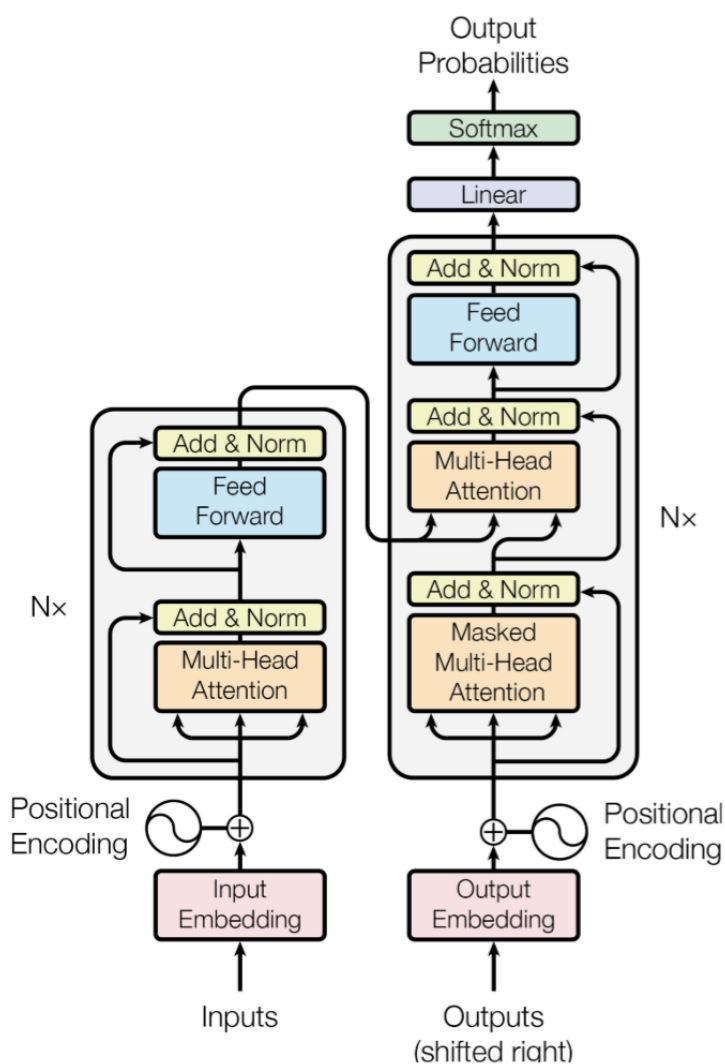 Output
Probabilities
Softmax
Linear
Add & Norm
Feed
Forward
Add & Norm
Multi-Head
Attention
Add & Norm
Masked
Multi-Head
Attention
N×
Add & Norm
Feed
Forward
Add & Norm
Multi-Head
Attention
N×
Positional
Encoding
Positional
Encoding
Input
Embedding
Output
Embedding
Inputs
Outputs
(shifted right)